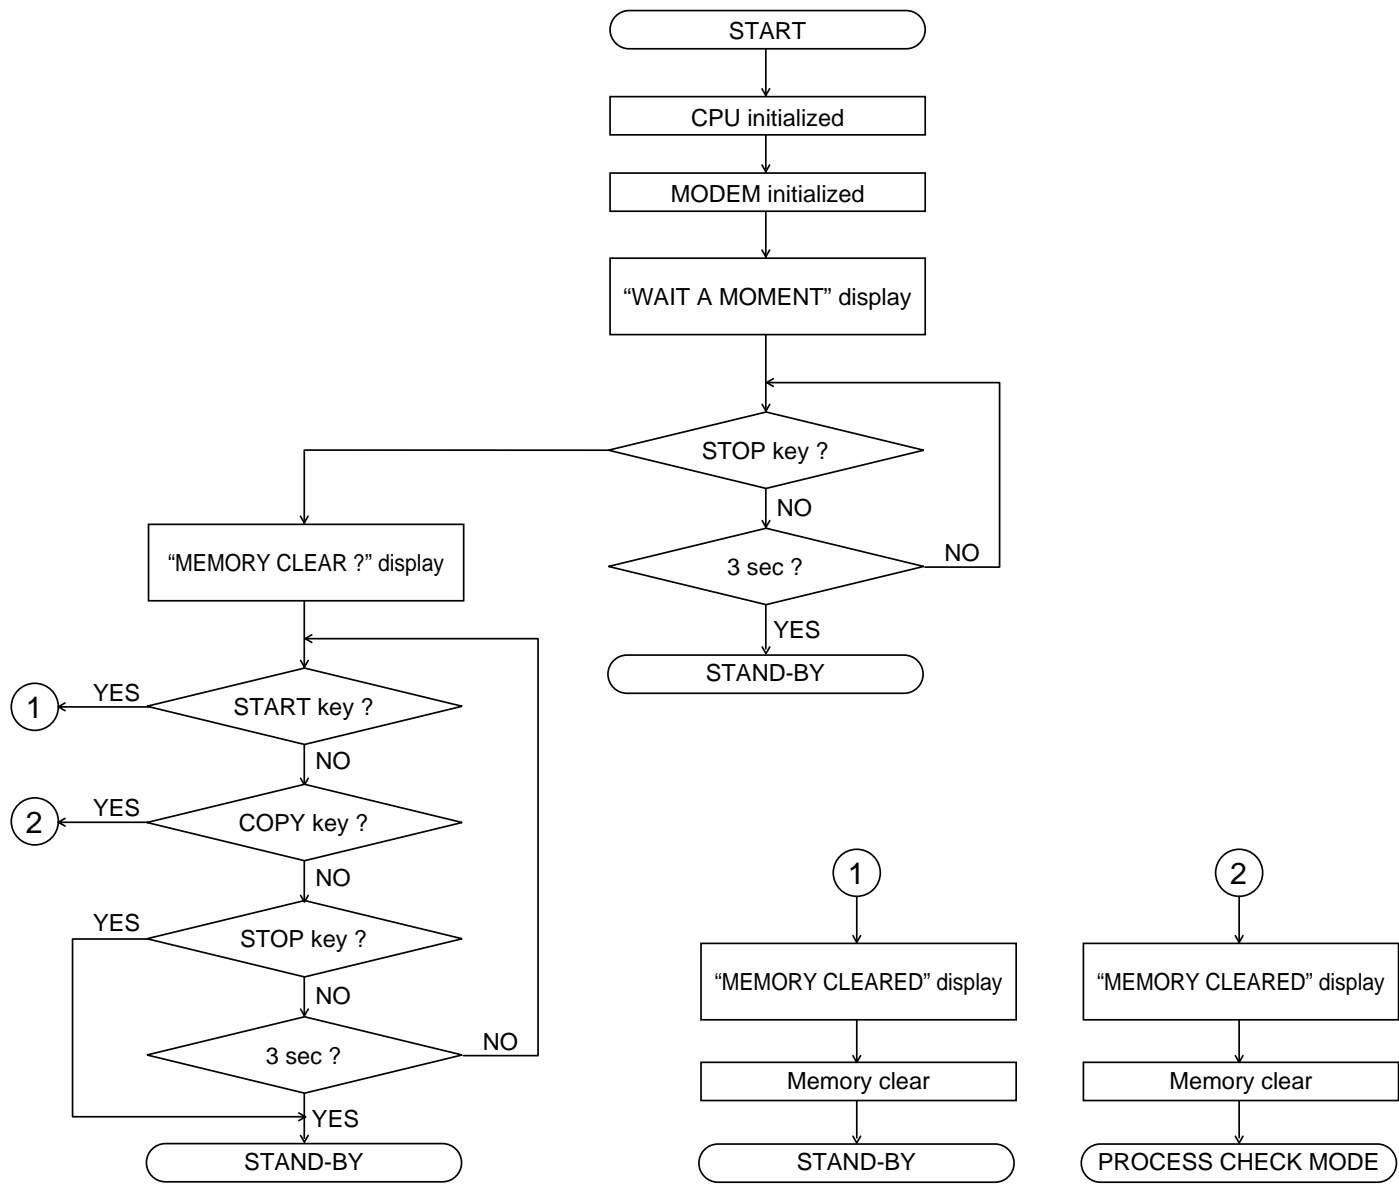 START
CPU initialized
MODEM initialized
“WAIT A MOMENT” display
STOP key ?
NO
3 sec ?
NO
YES
STAND-BY
“MEMORY CLEAR ?” display
START key ?
YES
1
NO
COPY key ?
YES
2
NO
STOP key ?
YES
NO
3 sec ?
NO
YES
STAND-BY
1
“MEMORY CLEARED” display
Memory clear
STAND-BY
2
“MEMORY CLEARED” display
Memory clear
PROCESS CHECK MODE